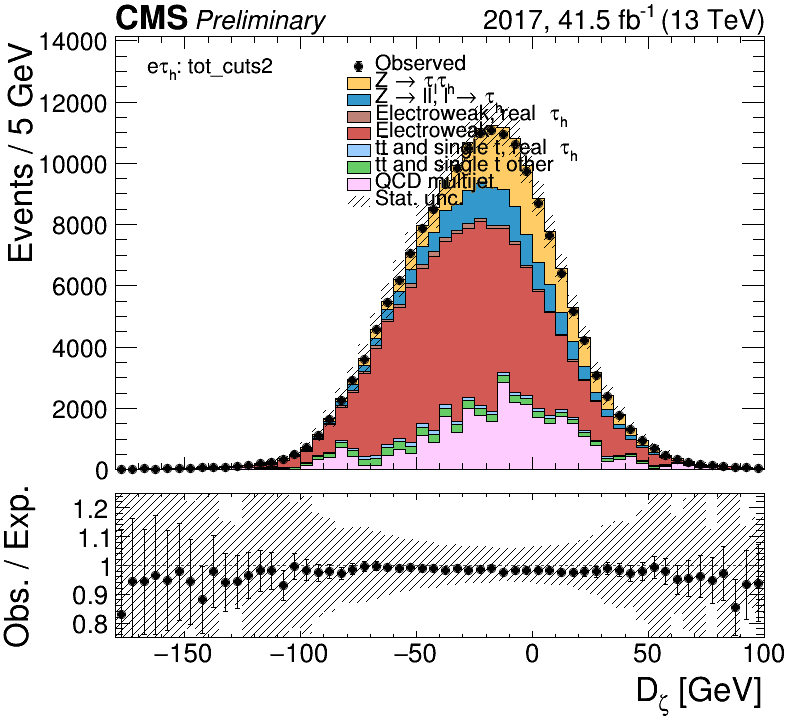 CMS Preliminary 2017, 41.5 fb⁻¹ (13 TeV)
eτₕ: tot_cuts2
Observed
Z → τₗτₕ
Z → ll, l → τₕ
Electroweak, real τₕ
Electroweak
tt and single t, real τₕ
tt and single t other
QCD multijet
Stat. unc.
Events / 5 GeV
14000
12000
10000
8000
6000
4000
2000
0
Obs. / Exp.
1.2
1.1
1
0.9
0.8
−150 −100 −50 0 50 100
D_ζ [GeV]